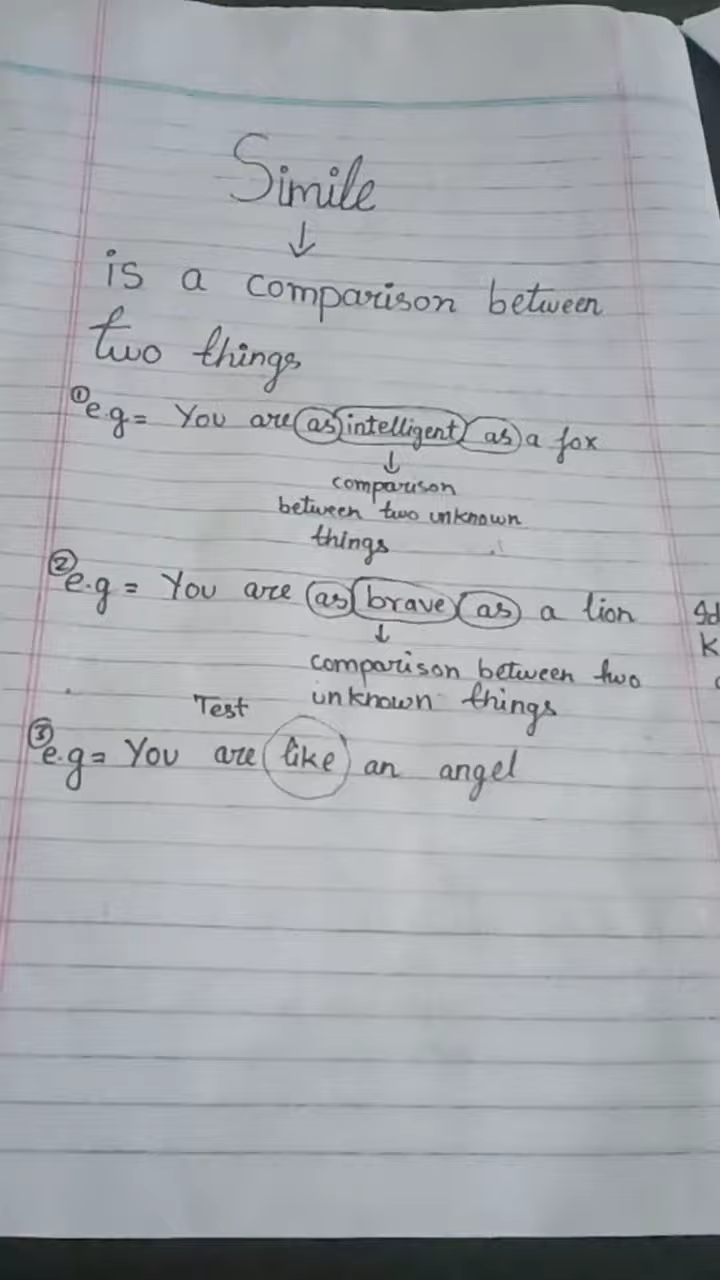 Simile
↓
is a comparison between
two things
① e.g = You are as intelligent as a fox
↓
comparison
between two unknown
things
② e.g = You are as brave as a lion
↓
comparison between two
unknown things
Test
③ e.g = You are like an angel